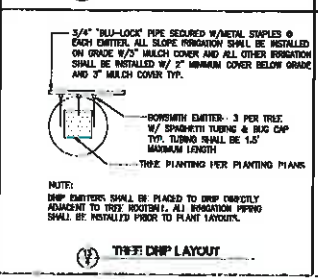 3/4" "BLU-LOCK" PIPE SECURED W/METAL STAPLES @
EACH EMITTER. ALL SLOPE IRRIGATION SHALL BE INSTALLED
ON GRADE W/3" MULCH COVER AND ALL OTHER IRRIGATION
SHALL BE INSTALLED W/ 2" MINIMUM COVER BELOW GRADE
AND 3" MULCH COVER TYP.
BOWSMITH EMITTER- 3 PER TREE
W/ SPAGHETTI TUBING & BUG CAP
TYP. TUBING SHALL BE 1.5'
MAXIMUM LENGTH
TREE PLANTING PER PLANTING PLANS
NOTE:
DRIP EMITTERS SHALL BE PLACED TO DRIP DIRECTLY
ADJACENT TO TREE ROOTBALL. ALL IRRIGATION PIPING
SHALL BE INSTALLED PRIOR TO PLANT LAYOUTS.
TREE DRIP LAYOUT